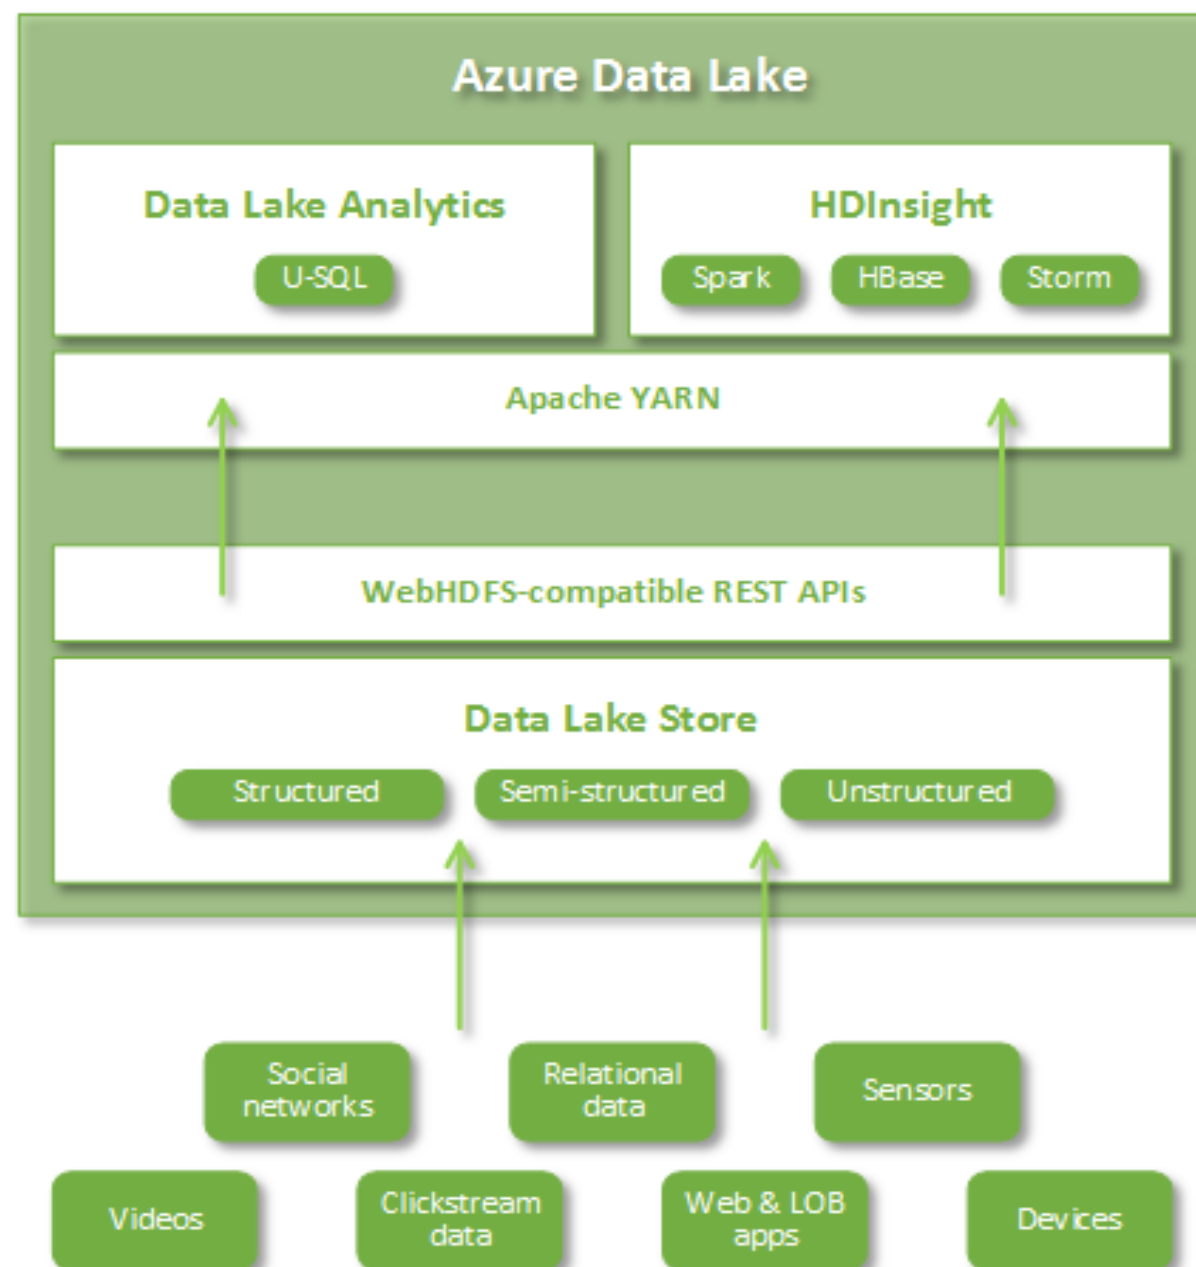 Azure Data Lake
Data Lake Analytics
U-SQL
HDInsight
Spark
HBase
Storm
Apache YARN
WebHDFS-compatible REST APIs
Data Lake Store
Structured
Semi-structured
Unstructured
Social
networks
Relational
data
Sensors
Videos
Clickstream
data
Web & LOB
apps
Devices